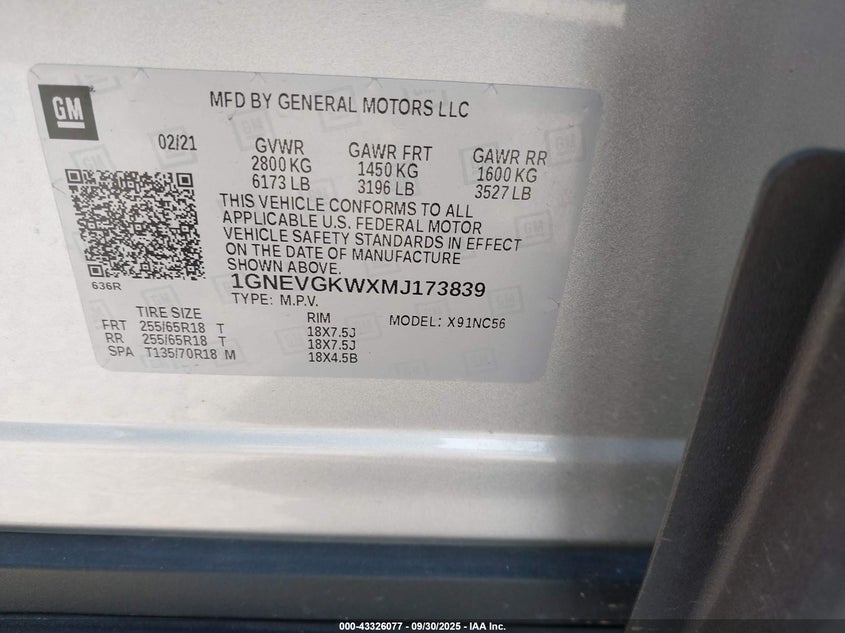 GM
MFD BY GENERAL MOTORS LLC
02/21
GVWR
2800 KG
6173 LB
GAWR FRT
1450 KG
3196 LB
GAWR RR
1600 KG
3527 LB
THIS VEHICLE CONFORMS TO ALL
APPLICABLE U.S. FEDERAL MOTOR
VEHICLE SAFETY STANDARDS IN EFFECT
ON THE DATE OF MANUFACTURE
SHOWN ABOVE.
636R
1GNEVGKWXMJ173839
TYPE: M.P.V.
MODEL: X91NC56
TIRE SIZE RIM
FRT 255/65R18 T 18X7.5J
RR 255/65R18 T 18X7.5J
SPA T135/70R18 M 18X4.5B
000-43326077 - 09/30/2025 - IAA Inc.